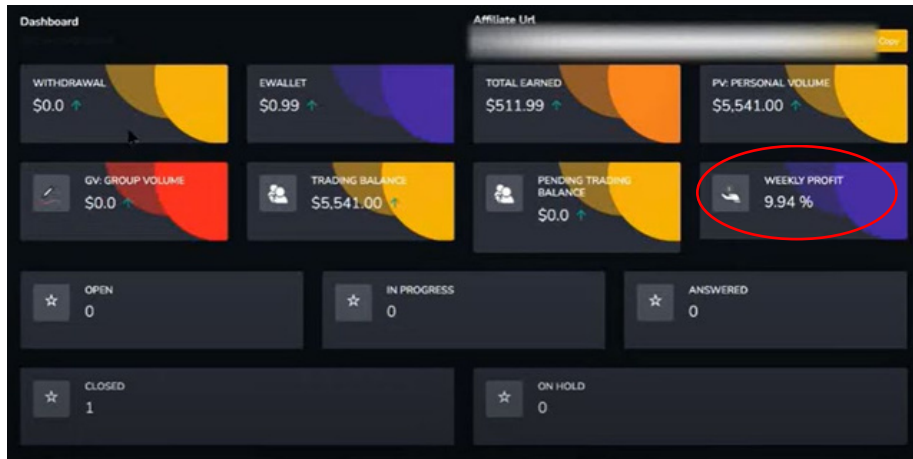 Dashboard
Affiliate Url
Copy
WITHDRAWAL
$0.0
EWALLET
$0.99
TOTAL EARNED
$511.99
PV: PERSONAL VOLUME
$5,541.00
GV: GROUP VOLUME
$0.0
TRADING BALANCE
$5,541.00
PENDING TRADING
BALANCE
$0.0
WEEKLY PROFIT
9.94 %
OPEN
0
IN PROGRESS
0
ANSWERED
0
CLOSED
1
ON HOLD
0